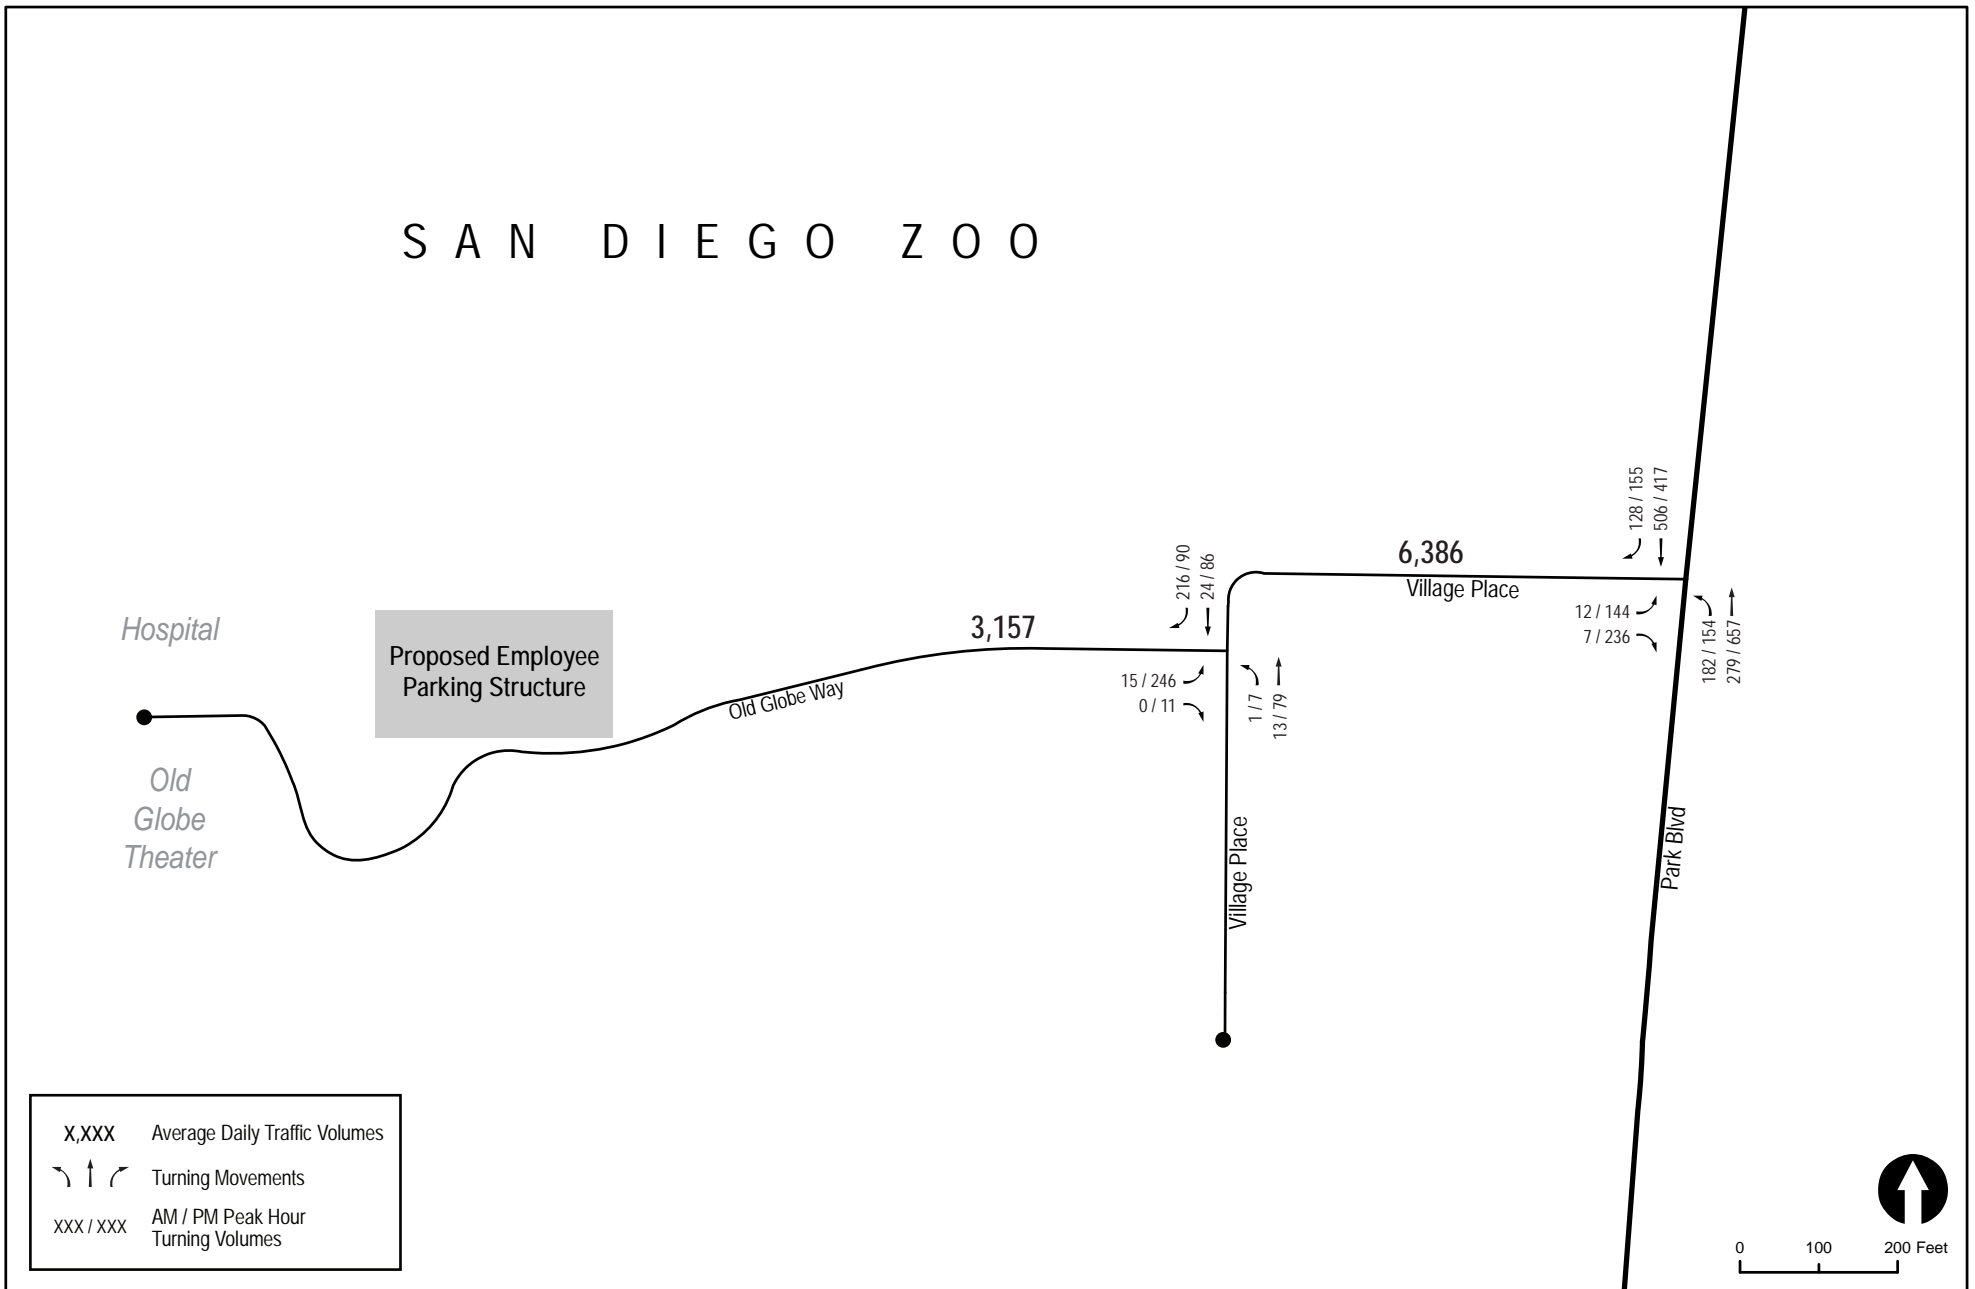 SAN DIEGO ZOO
128 / 155
506 / 417
216 / 90
24 / 86
6,386
Village Place
12 / 144
7 / 236
182 / 154
279 / 657
Hospital
Proposed Employee
Parking Structure
3,157
Old Globe Way
15 / 246
0 / 11
1 / 7
13 / 79
Old
Globe
Theater
Village Place
Park Blvd
X,XXX Average Daily Traffic Volumes
Turning Movements
XXX / XXX AM / PM Peak Hour
Turning Volumes
0 100 200 Feet